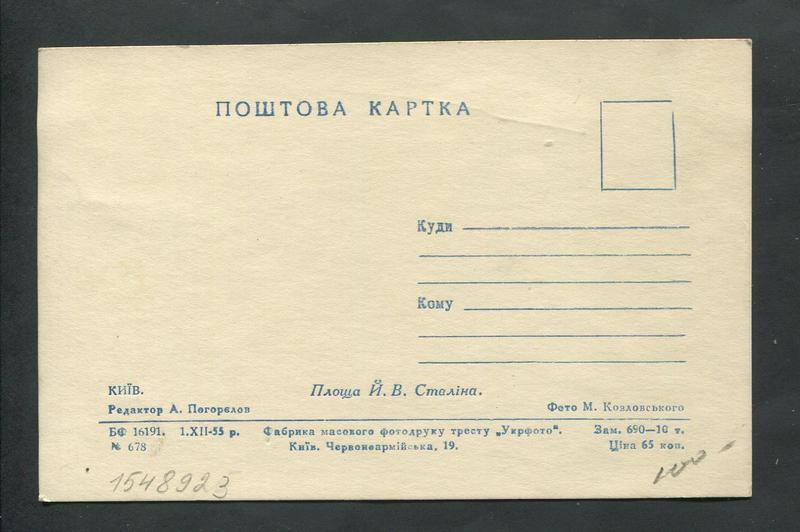 ПОШТОВА КАРТКА
Куди
Кому
КИЇВ. Площа Й. В. Сталіна.
Редактор А. Погорєлов Фото М. Козловського
БФ 16191. 1.XII-55 р. Фабрика масового фотодруку тресту „Укрфото“. Зам. 690—10 т.
№ 678 Київ. Червоноармійська, 19. Ціна 65 коп.
1548923